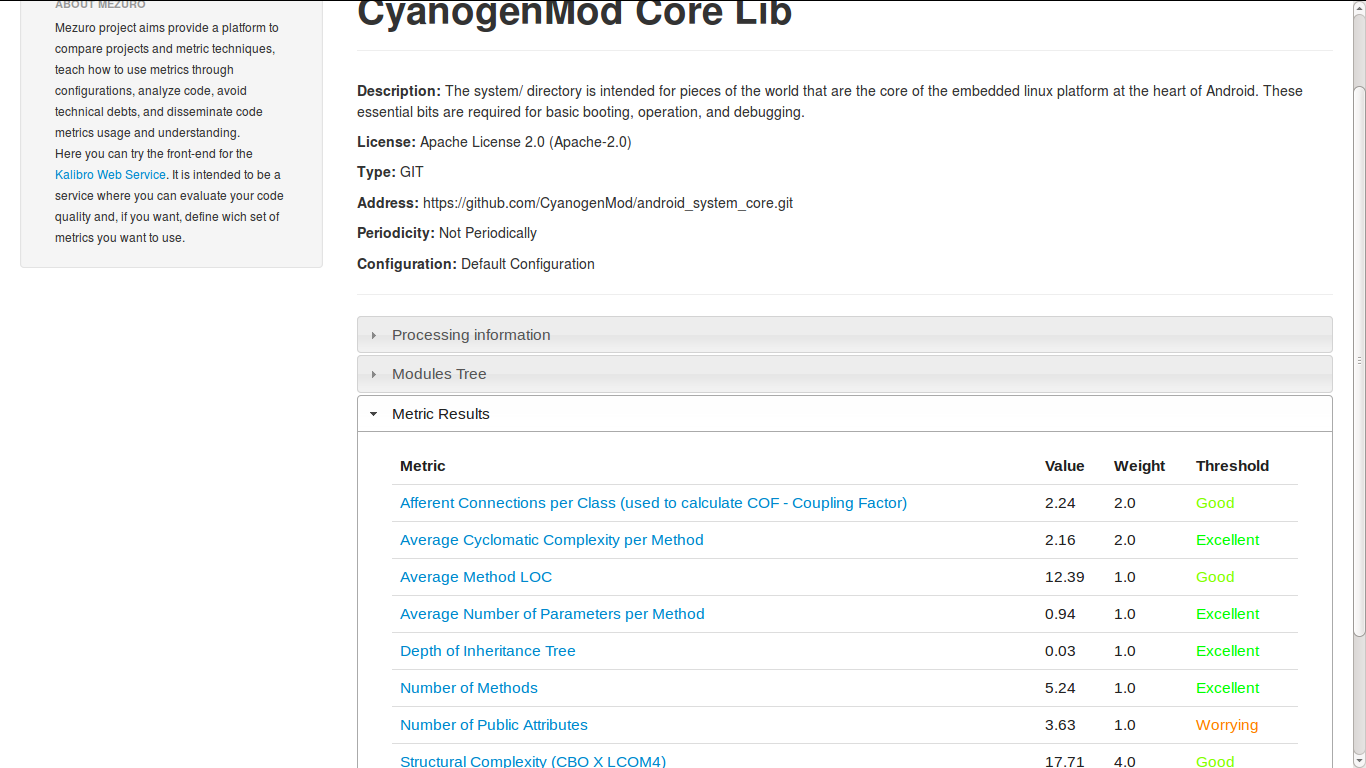 ABOUT MEZURO
Mezuro project aims provide a platform to
compare projects and metric techniques,
teach how to use metrics through
configurations, analyze code, avoid
technical debts, and disseminate code
metrics usage and understanding.
Here you can try the front-end for the
Kalibro Web Service. It is intended to be a
service where you can evaluate your code
quality and, if you want, define wich set of
metrics you want to use.
CyanogenMod Core Lib
Description: The system/ directory is intended for pieces of the world that are the core of the embedded linux platform at the heart of Android. These
essential bits are required for basic booting, operation, and debugging.
License: Apache License 2.0 (Apache-2.0)
Type: GIT
Address: https://github.com/CyanogenMod/android_system_core.git
Periodicity: Not Periodically
Configuration: Default Configuration
Processing information
Modules Tree
Metric Results
Metric Value Weight Threshold
Afferent Connections per Class (used to calculate COF - Coupling Factor) 2.24 2.0 Good
Average Cyclomatic Complexity per Method 2.16 2.0 Excellent
Average Method LOC 12.39 1.0 Good
Average Number of Parameters per Method 0.94 1.0 Excellent
Depth of Inheritance Tree 0.03 1.0 Excellent
Number of Methods 5.24 1.0 Excellent
Number of Public Attributes 3.63 1.0 Worrying
Structural Complexity (CBO X LCOM4) 17.71 4.0 Good